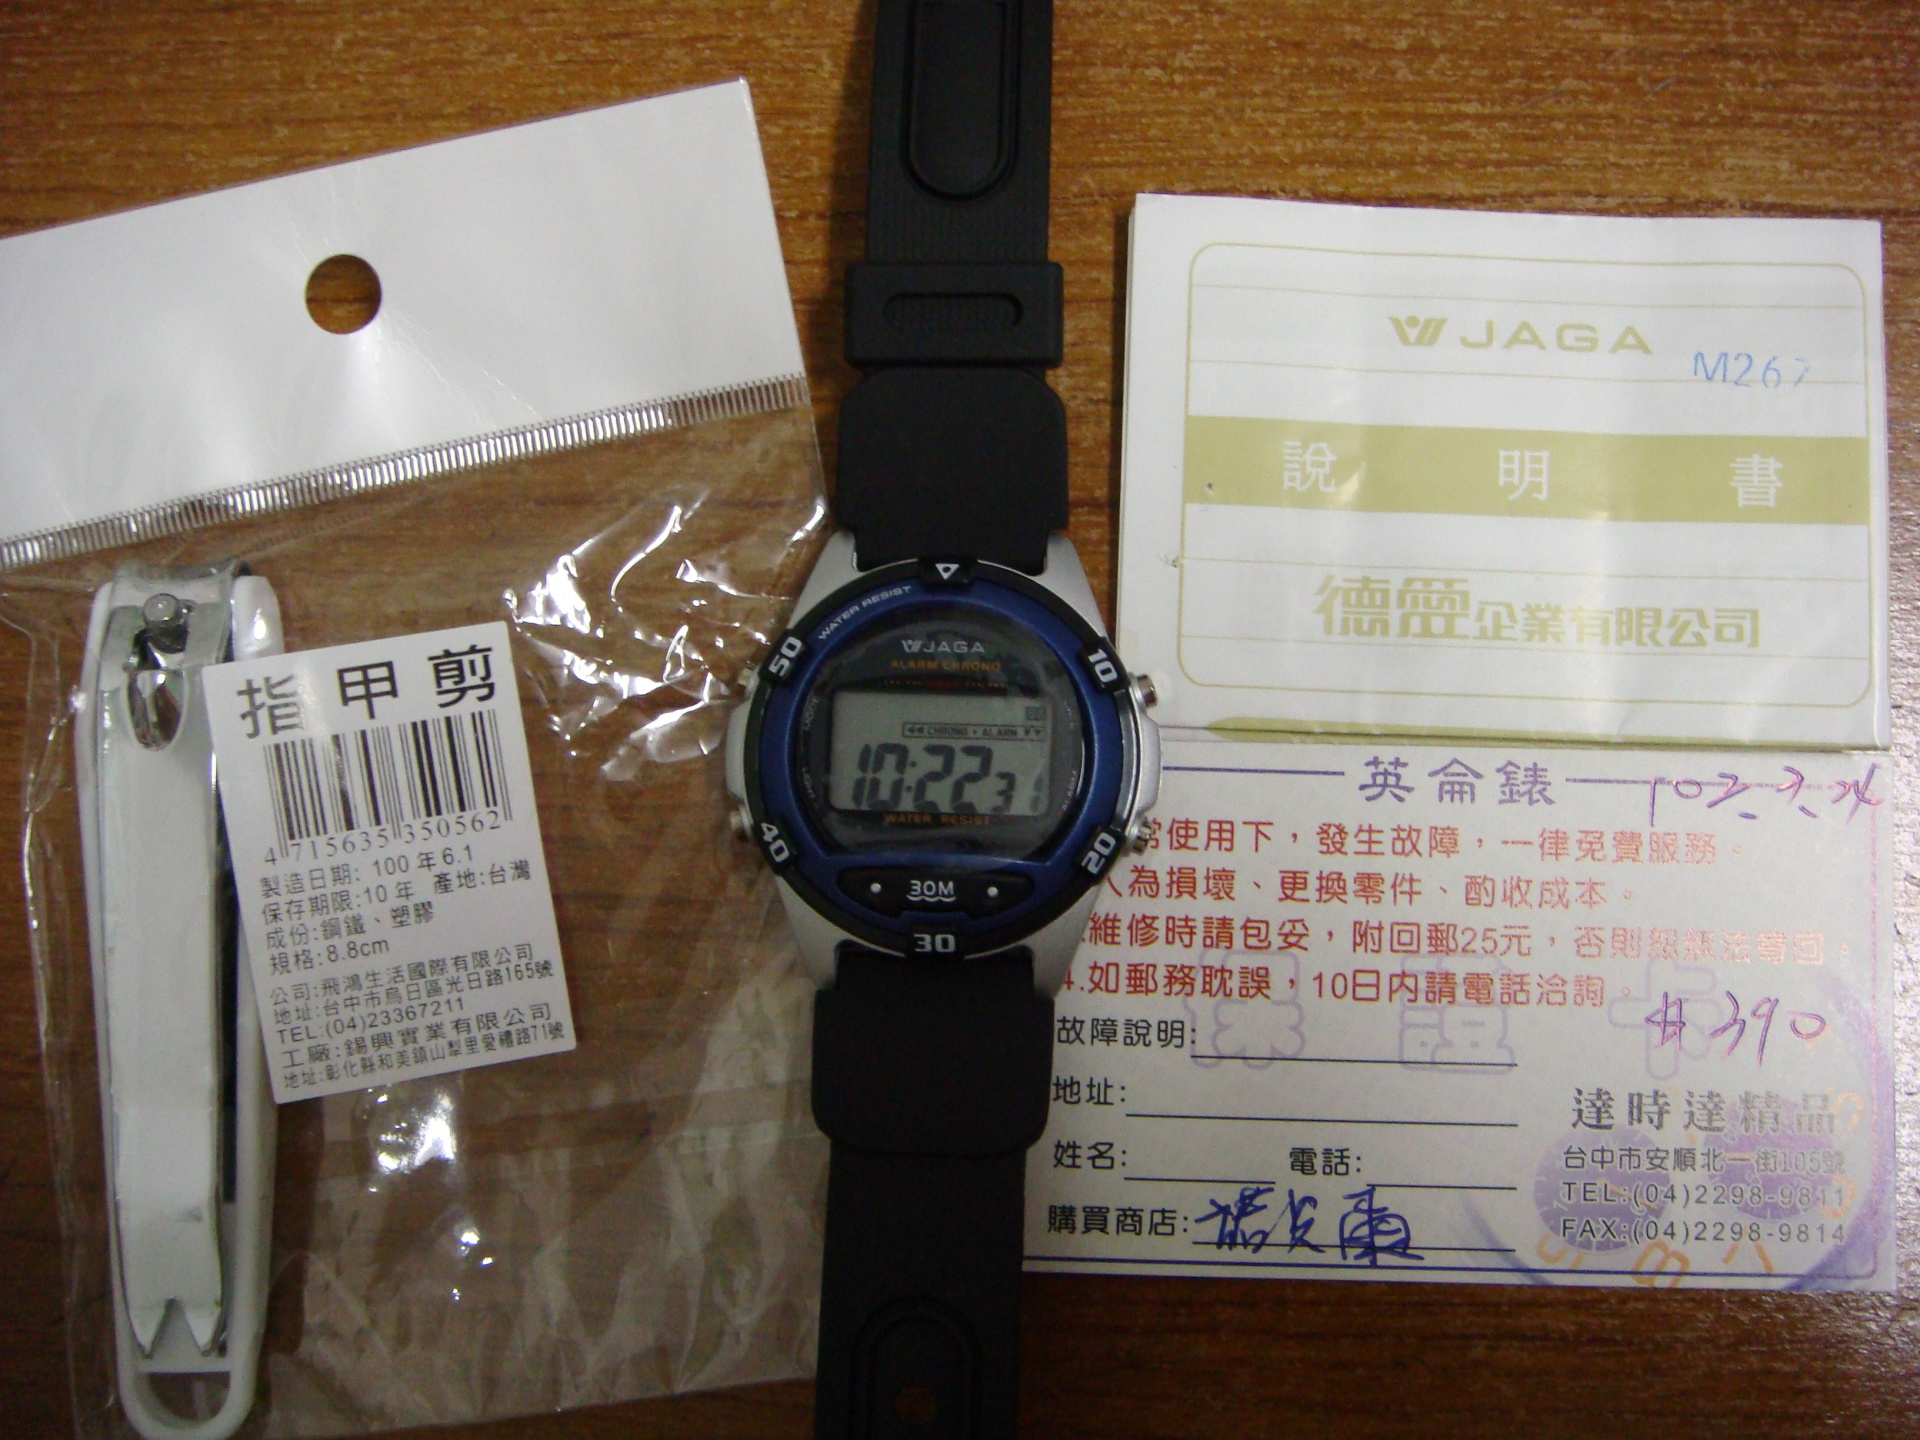 指甲剪
4 715635 350562
製造日期: 100年6.1
保存期限:10年 產地:台灣
成份:鋼鐵、塑膠
規格:8.8cm
公司:飛鴻生活國際有限公司
地址:台中市烏日區光日路165號
TEL:(04)23367211
工廠:錫興實業有限公司
地址:彰化縣和美鎮山犁里愛禮路71號
WATER RESIST
50
10
JAGA
ALARM CHRONO
CHRONO • ALARM
10:22 31
WATER RESIST
40
20
30M
30
JAGA
M267
說明書
德愛企業有限公司
英倫錶
常使用下，發生故障，一律免費服務。
人為損壞、更換零件、酌收成本。
維修時請包妥，附回郵25元，否則
4.如郵務耽誤，10日內請電話洽詢。
保證卡
#390
故障說明:
地址:
姓名: 電話:
購買商店:
達時達精品
台中市安順北一街105號
TEL:(04)2298-9811
FAX:(04)2298-9814